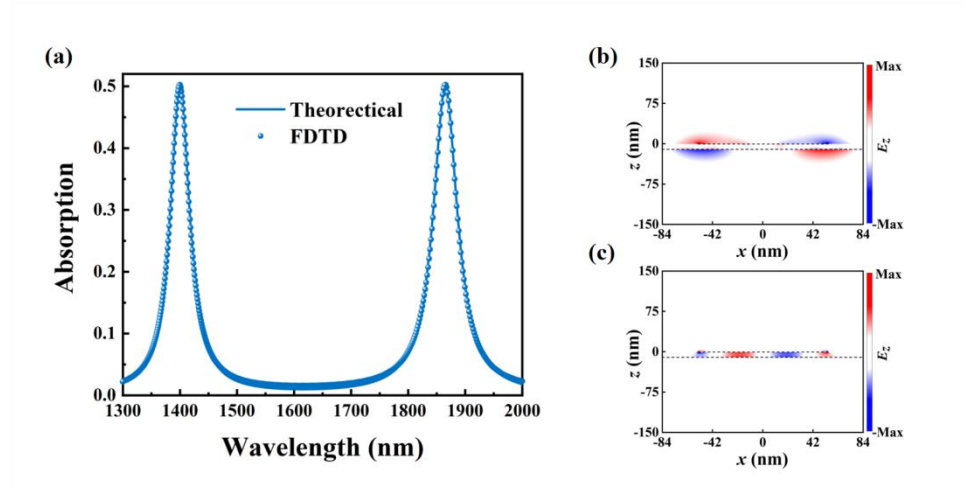 (a)
0.5
0.4
0.3
0.2
0.1
0.0
Absorption
Theorectical
FDTD
1300 1400 1500 1600 1700 1800 1900 2000
Wavelength (nm)
(b)
150
75
0
-75
-150
z (nm)
-84 -42 0 42 84
x (nm)
Max
E_z
-Max
(c)
150
75
0
-75
-150
z (nm)
-84 -42 0 42 84
x (nm)
Max
E_z
-Max